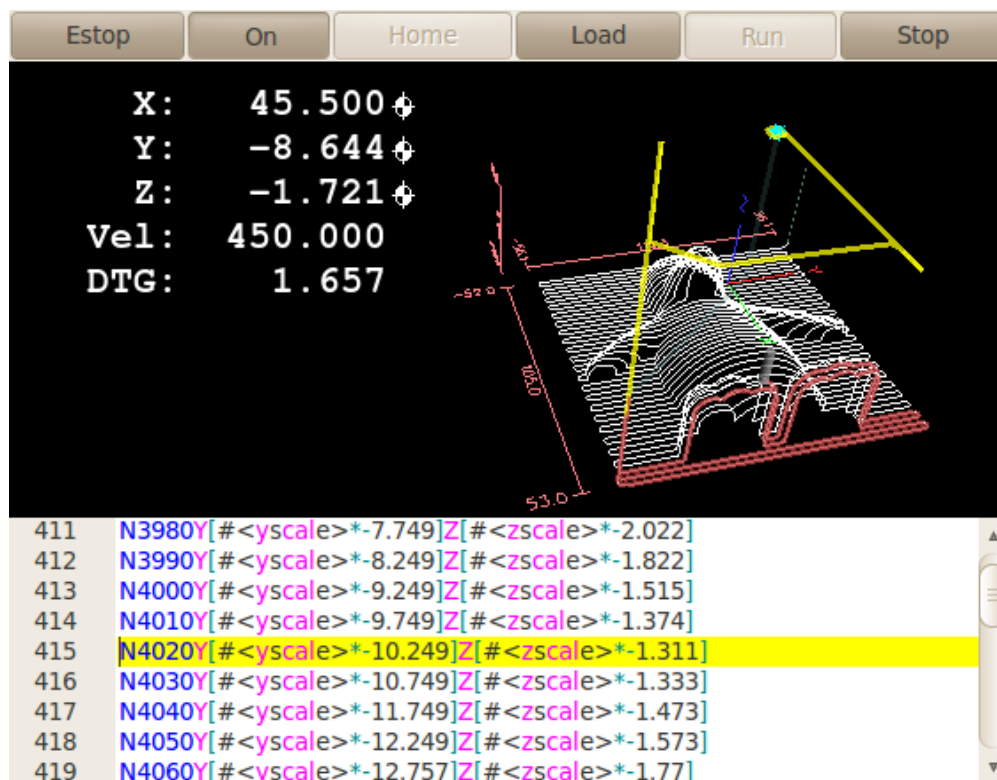 Estop On Home Load Run Stop
X: 45.500
Y: -8.644
Z: -1.721
Vel: 450.000
DTG: 1.657
-52.0
105.0
53.0
411 N3980Y[#<yscale>*-7.749]Z[#<zscale>*-2.022]
412 N3990Y[#<yscale>*-8.249]Z[#<zscale>*-1.822]
413 N4000Y[#<yscale>*-9.249]Z[#<zscale>*-1.515]
414 N4010Y[#<yscale>*-9.749]Z[#<zscale>*-1.374]
415 N4020Y[#<yscale>*-10.249]Z[#<zscale>*-1.311]
416 N4030Y[#<yscale>*-10.749]Z[#<zscale>*-1.333]
417 N4040Y[#<yscale>*-11.749]Z[#<zscale>*-1.473]
418 N4050Y[#<yscale>*-12.249]Z[#<zscale>*-1.573]
419 N4060Y[#<yscale>*-12.757]Z[#<zscale>*-1.77]